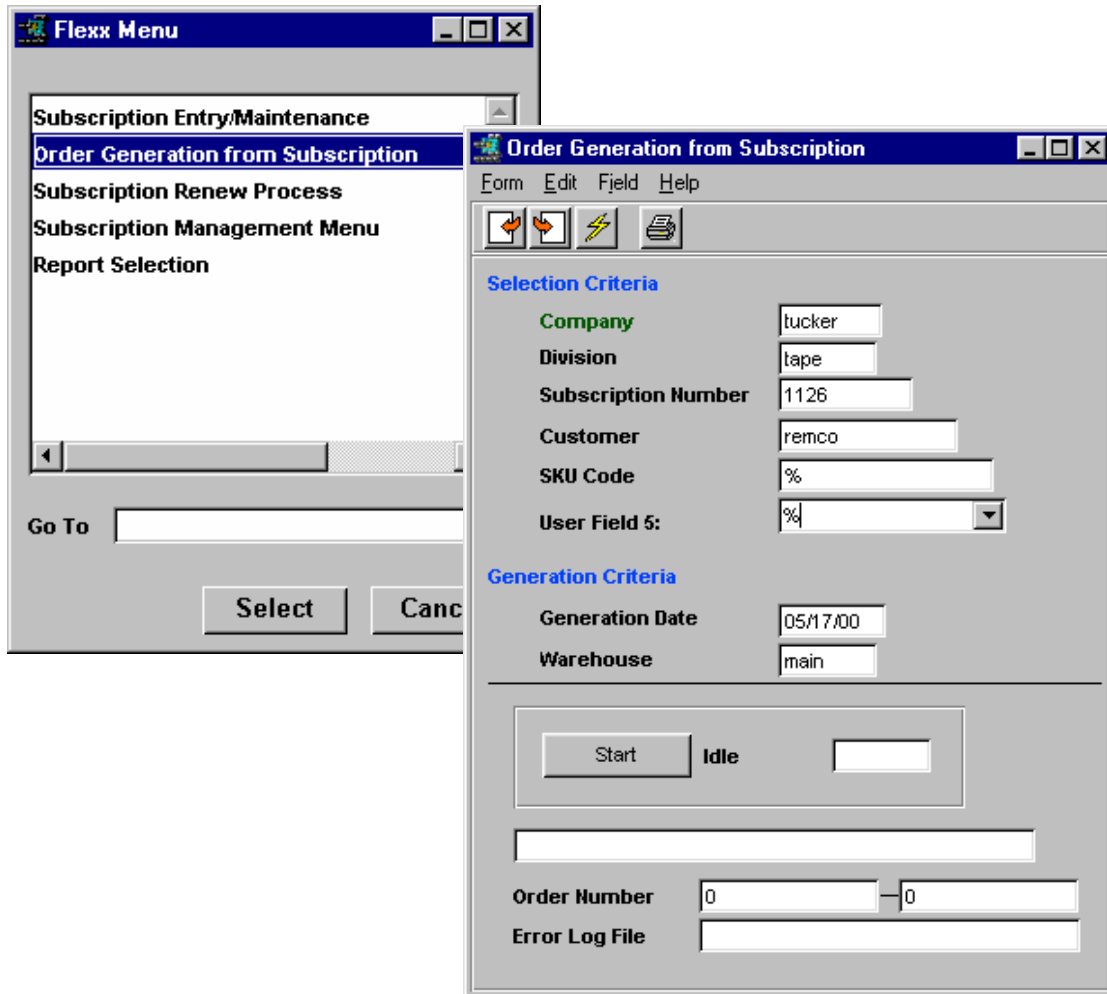 Flexx Menu
Subscription Entry/Maintenance
Order Generation from Subscription
Subscription Renew Process
Subscription Management Menu
Report Selection
Go To
Select Canc
Order Generation from Subscription
Form Edit Field Help
Selection Criteria
Company tucker
Division tape
Subscription Number 1126
Customer remco
SKU Code %
User Field 5: %
Generation Criteria
Generation Date 05/17/00
Warehouse main
Start Idle
Order Number 0 — 0
Error Log File